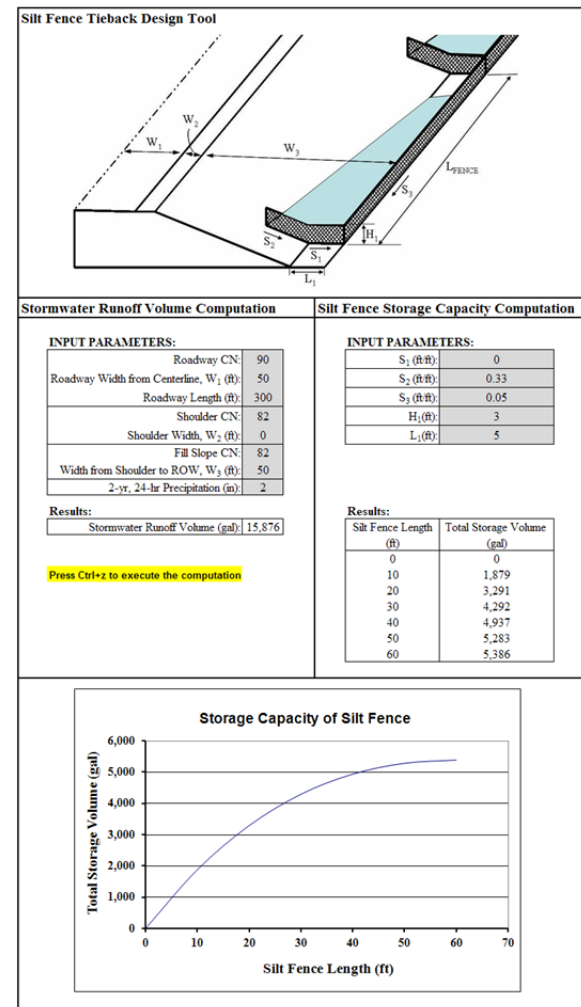 Silt Fence Tieback Design Tool
W2
W1
W3
LFENCE
S3
H1
S2
S1
L1
Stormwater Runoff Volume Computation
INPUT PARAMETERS:
Roadway CN: 90
Roadway Width from Centerline, W1 (ft): 50
Roadway Length (ft): 300
Shoulder CN: 82
Shoulder Width, W2 (ft): 0
Fill Slope CN: 82
Width from Shoulder to ROW, W3 (ft): 50
2-yr, 24-hr Precipitation (in): 2
Results:
Stormwater Runoff Volume (gal): 15,876
Press Ctrl+z to execute the computation
Silt Fence Storage Capacity Computation
INPUT PARAMETERS:
S1 (ft/ft): 0
S2 (ft/ft): 0.33
S3 (ft/ft): 0.05
H1(ft): 3
L1(ft): 5
Results:
Silt Fence Length (ft) Total Storage Volume (gal)
0 0
10 1,879
20 3,291
30 4,292
40 4,937
50 5,283
60 5,386
Storage Capacity of Silt Fence
Total Storage Volume (gal)
6,000
5,000
4,000
3,000
2,000
1,000
0
0 10 20 30 40 50 60 70
Silt Fence Length (ft)